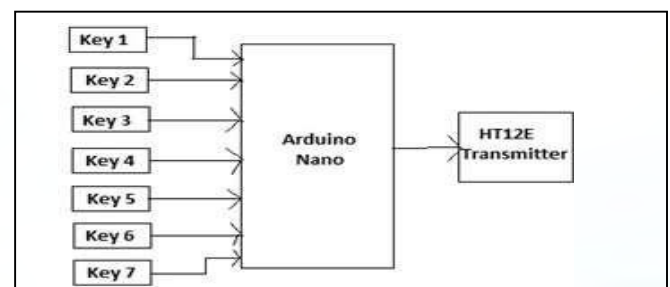 Key 1
Key 2
Key 3
Key 4
Key 5
Key 6
Key 7
Arduino
Nano
HT12E
Transmitter